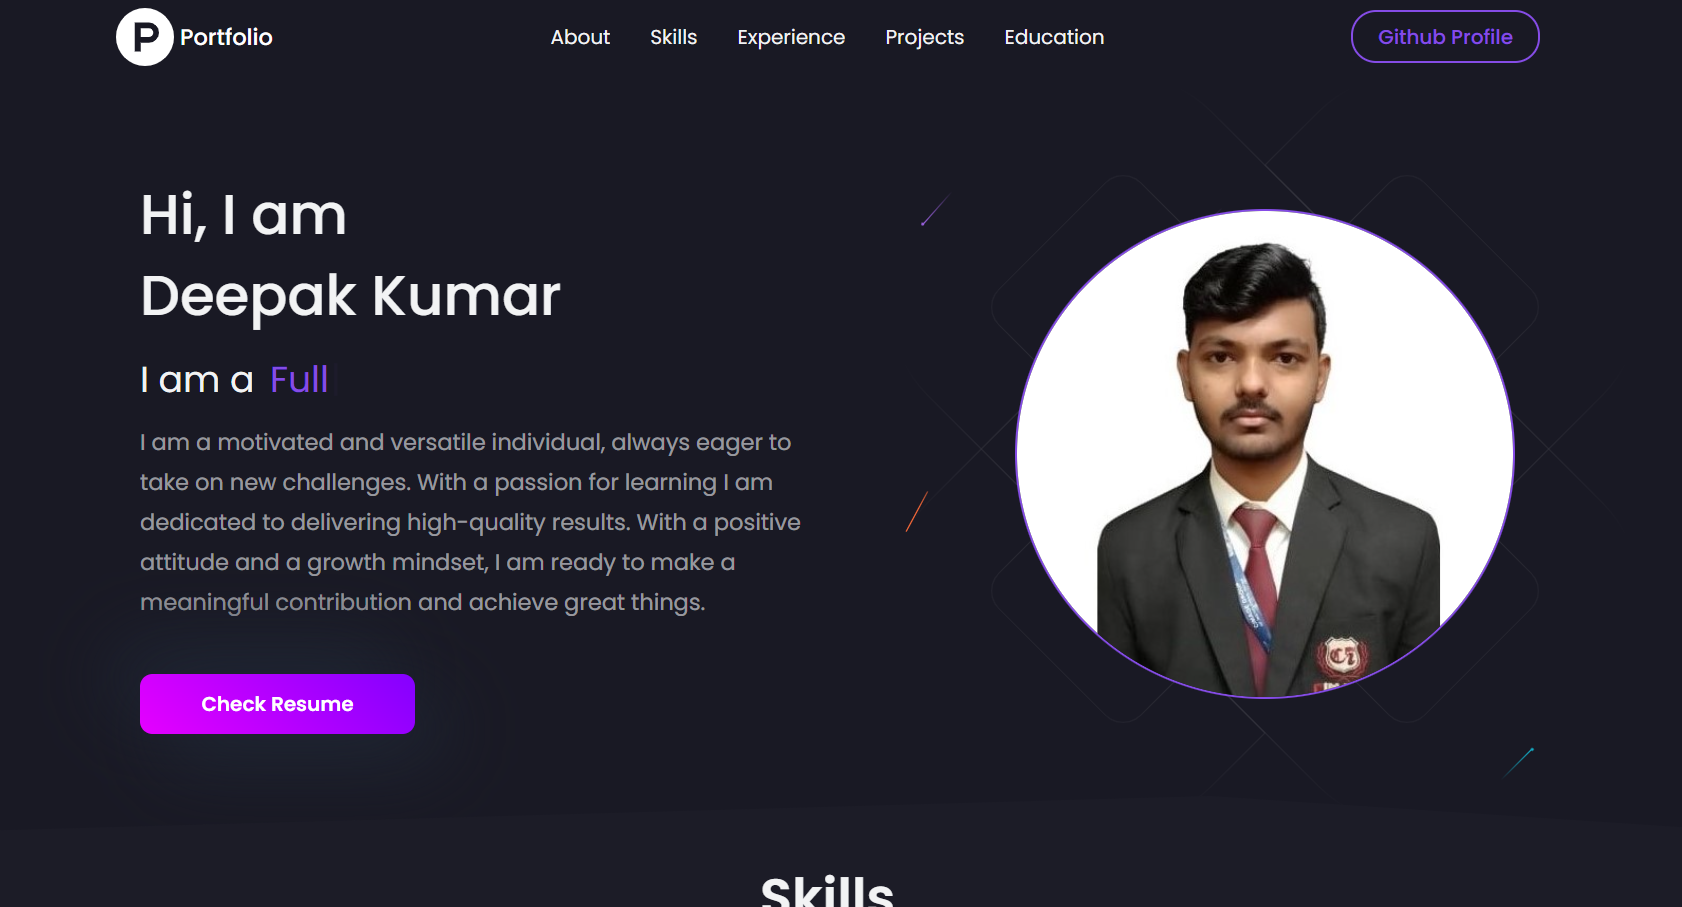 P Portfolio
About Skills Experience Projects Education
Github Profile
Hi, I am
Deepak Kumar
I am a Full
I am a motivated and versatile individual, always eager to
take on new challenges. With a passion for learning I am
dedicated to delivering high-quality results. With a positive
attitude and a growth mindset, I am ready to make a
meaningful contribution and achieve great things.
Check Resume
Skills